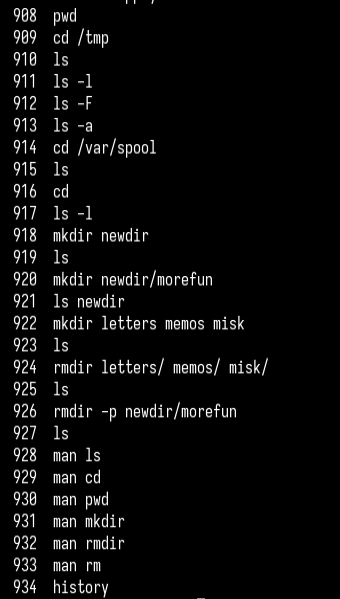 908 pwd
909 cd /tmp
910 ls
911 ls -l
912 ls -F
913 ls -a
914 cd /var/spool
915 ls
916 cd
917 ls -l
918 mkdir newdir
919 ls
920 mkdir newdir/morefun
921 ls newdir
922 mkdir letters memos misk
923 ls
924 rmdir letters/ memos/ misk/
925 ls
926 rmdir -p newdir/morefun
927 ls
928 man ls
929 man cd
930 man pwd
931 man mkdir
932 man rmdir
933 man rm
934 history